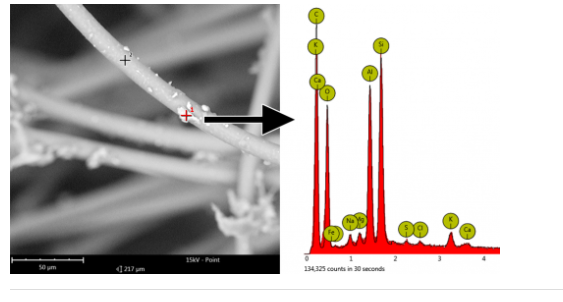 C
K
Ca
O
Al
Si
Fe
Na
Mg
S
Cl
K
Ca
1
50 µm
217 µm
15kV - Point
0 1 2 3 4
134,325 counts in 30 seconds